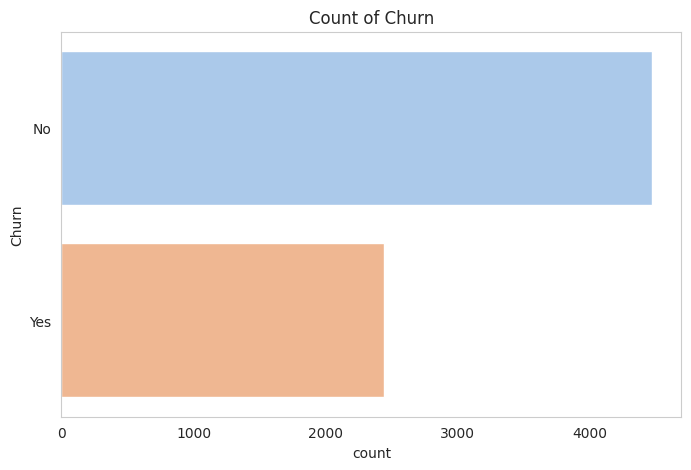 Count of Churn
No
Churn
Yes
0 1000 2000 3000 4000
count